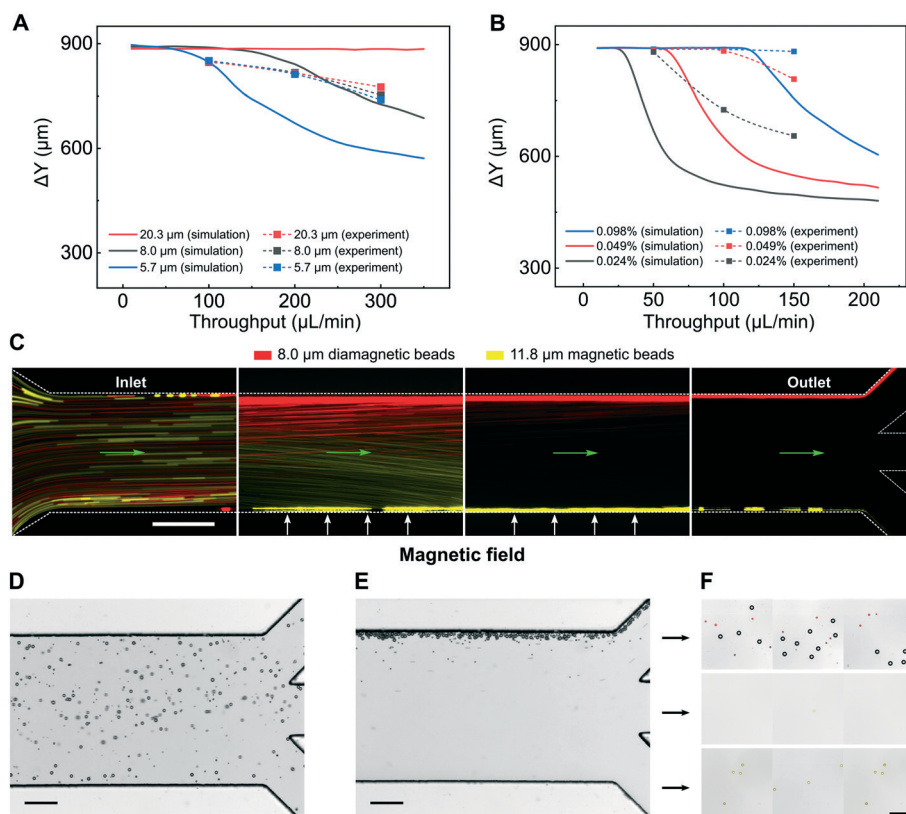 A
900
600
300
ΔY (μm)
20.3 μm (simulation)
8.0 μm (simulation)
5.7 μm (simulation)
20.3 μm (experiment)
8.0 μm (experiment)
5.7 μm (experiment)
0 100 200 300
Throughput (μL/min)
B
900
600
300
ΔY (μm)
0.098% (simulation)
0.049% (simulation)
0.024% (simulation)
0.098% (experiment)
0.049% (experiment)
0.024% (experiment)
0 50 100 150 200
Throughput (μL/min)
C
8.0 μm diamagnetic beads 11.8 μm magnetic beads
Inlet Outlet
Magnetic field
D E F